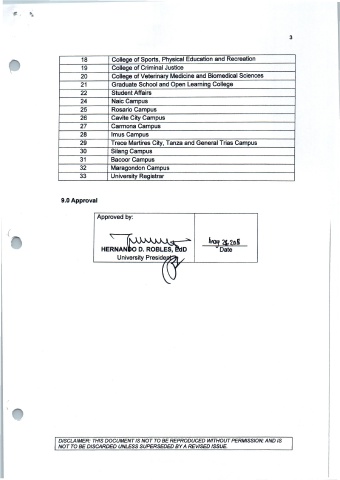 3
18 College of Sports, Physical Education and Recreation
19 College of Criminal Justice
20 College of Veterinary Medicine and Biomedical Sciences
21 Graduate School and Open Learning College
22 Student Affairs
24 Naic Campus
25 Rosario Campus
26 Cavite City Campus
27 Carmona Campus
28 Imus Campus
29 Trece Martires City, Tanza and General Trias Campus
30 Silang Campus
31 Bacoor Campus
32 Maragondon Campus
33 University Registrar
9.0 Approval
Approved by:
HERNANDO D. ROBLES, EdD
University President
May 28, 2018
Date
DISCLAIMER: THIS DOCUMENT IS NOT TO BE REPRODUCED WITHOUT PERMISSION; AND IS
NOT TO BE DISCARDED UNLESS SUPERSEDED BY A REVISED ISSUE.